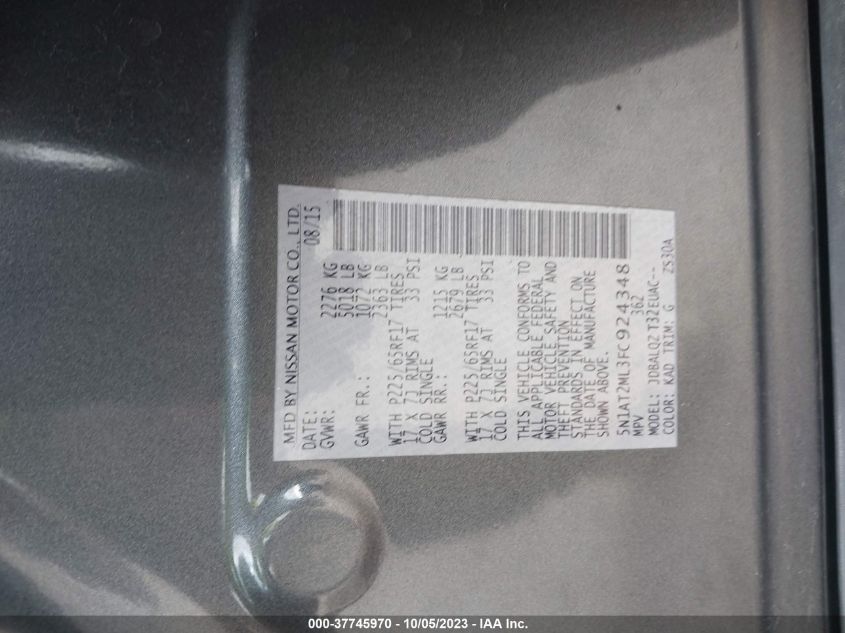 MFD BY NISSAN MOTOR CO., LTD.
DATE: 08/15
GVWR: 2276 KG
5018 LB
GAWR FR.: 1072 KG
2363 LB
WITH P225/65RF17 TIRES
17 X 7J RIMS AT 33 PSI
COLD SINGLE
GAWR RR.: 1215 KG
2679 LB
WITH P225/65RF17 TIRES
17 X 7J RIMS AT 33 PSI
COLD SINGLE
THIS VEHICLE CONFORMS TO
ALL APPLICABLE FEDERAL
MOTOR VEHICLE SAFETY AND
THEFT PREVENTION
STANDARDS IN EFFECT ON
THE DATE OF MANUFACTURE
SHOWN ABOVE.
5N1AT2ML3FC924348
MPV 362
MODEL: JDBALQZ T32EUAC--
COLOR: KAD TRIM: G ZS30A
000-37745970 - 10/05/2023 - IAA Inc.